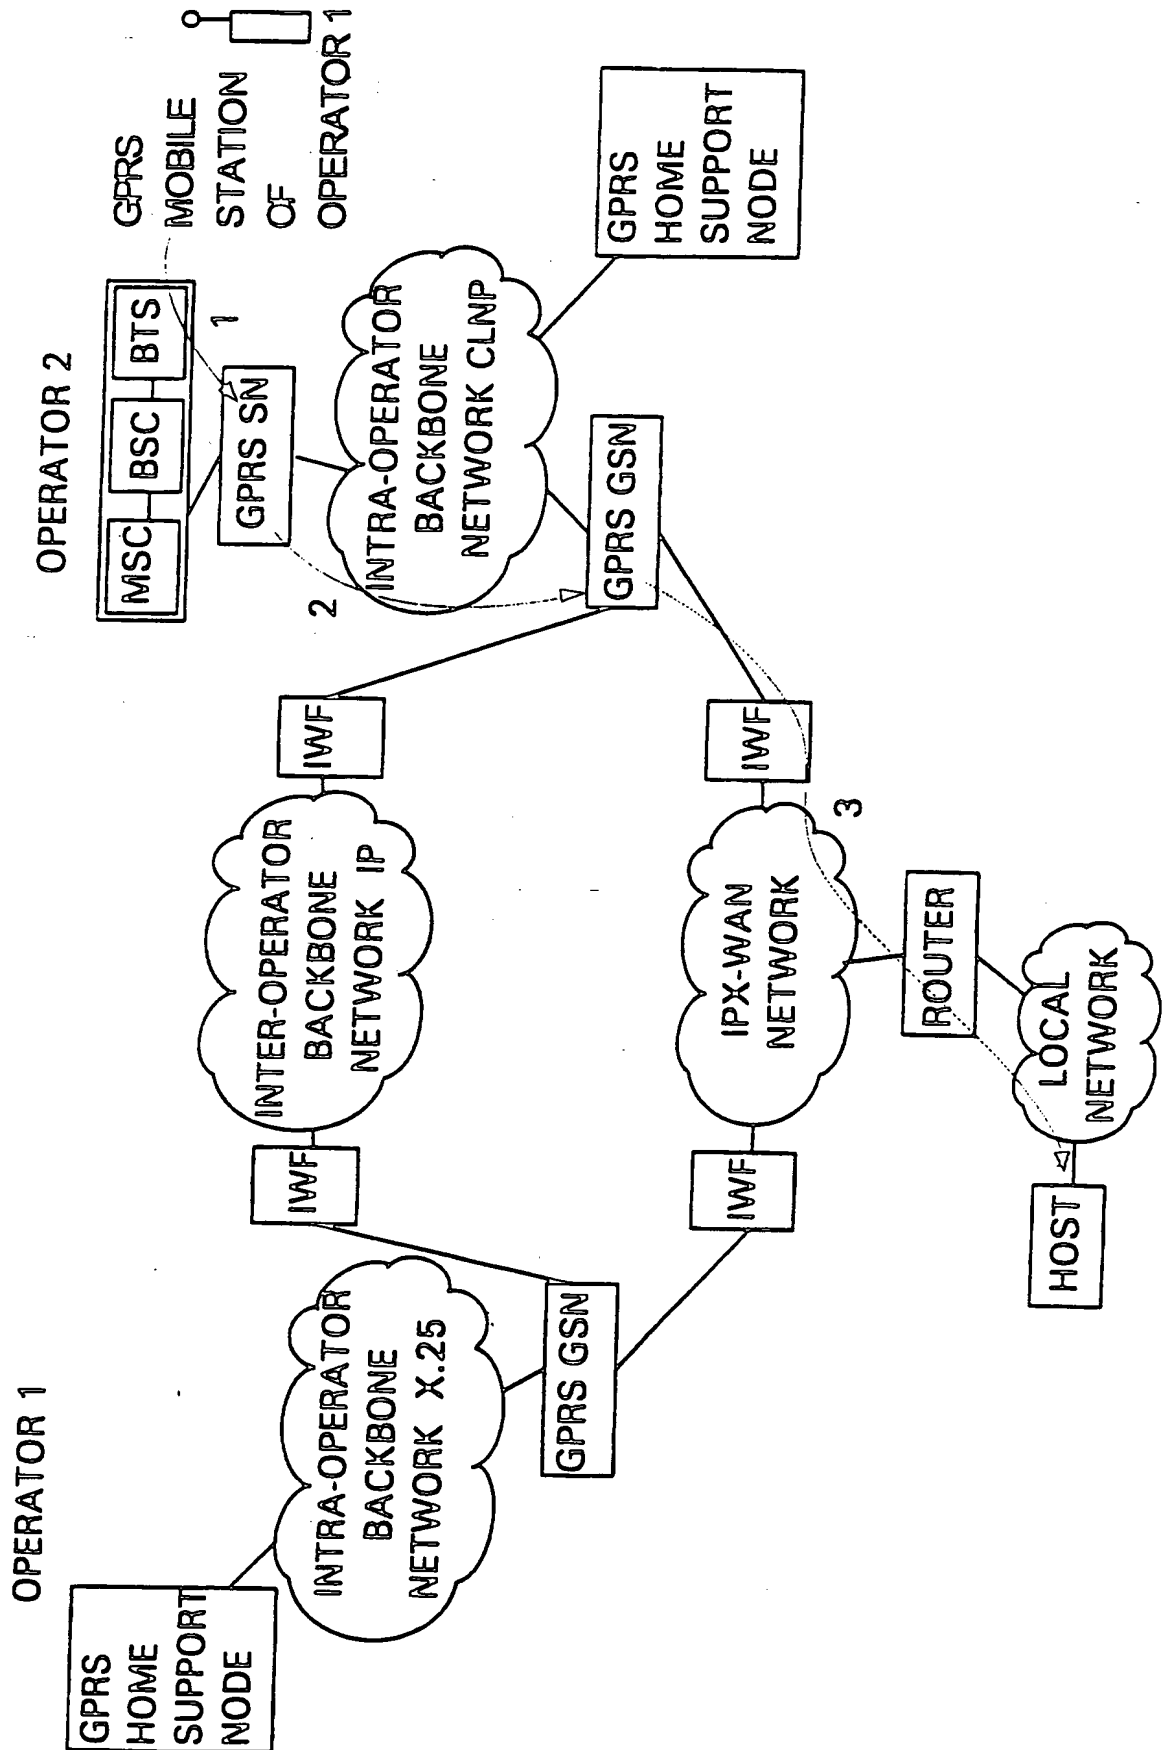 OPERATOR 1
OPERATOR 2
GPRS
HOME
SUPPORT
NODE
INTRA-OPERATOR
BACKBONE
NETWORK X.25
GPRS GSN
IWF
INTER-OPERATOR
BACKBONE
NETWORK IP
IWF
MSC
BSC
BTS
1
GPRS SN
2
INTRA-OPERATOR
BACKBONE
NETWORK CLNP
GPRS GSN
GPRS
MOBILE
STATION
OF
OPERATOR 1
GPRS
HOME
SUPPORT
NODE
IWF
IPX-WAN
NETWORK
IWF
3
ROUTER
LOCAL
NETWORK
HOST